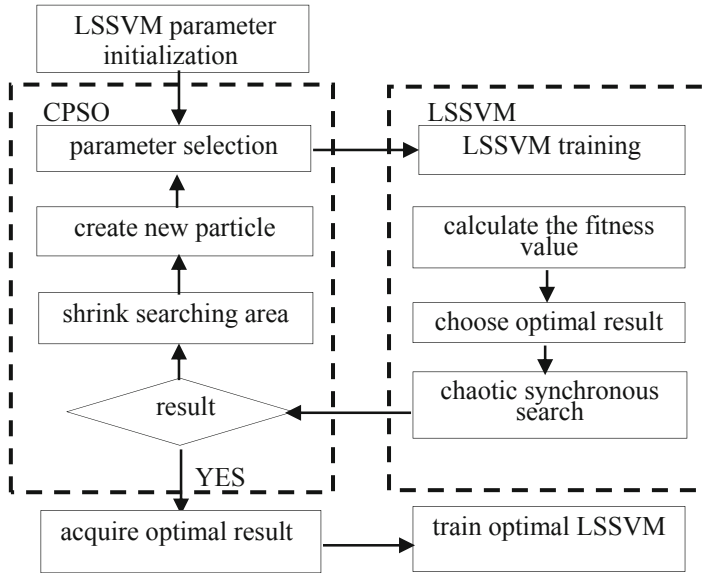 LSSVM parameter
initialization
CPSO
parameter selection
create new particle
shrink searching area
result
YES
acquire optimal result
LSSVM
LSSVM training
calculate the fitness
value
choose optimal result
chaotic synchronous
search
train optimal LSSVM